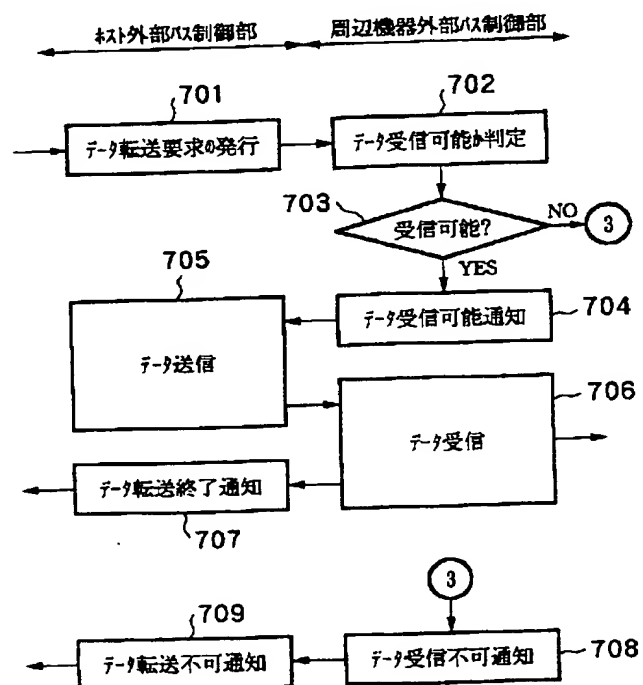 ホスト外部バス制御部 周辺機器外部バス制御部
701 702
データ転送要求の発行 データ受信可能か判定
703 受信可能? NO 3
YES
705
データ受信可能通知 704
データ送信
706
データ受信
データ転送終了通知
707
3
709
データ転送不可通知 データ受信不可通知 708